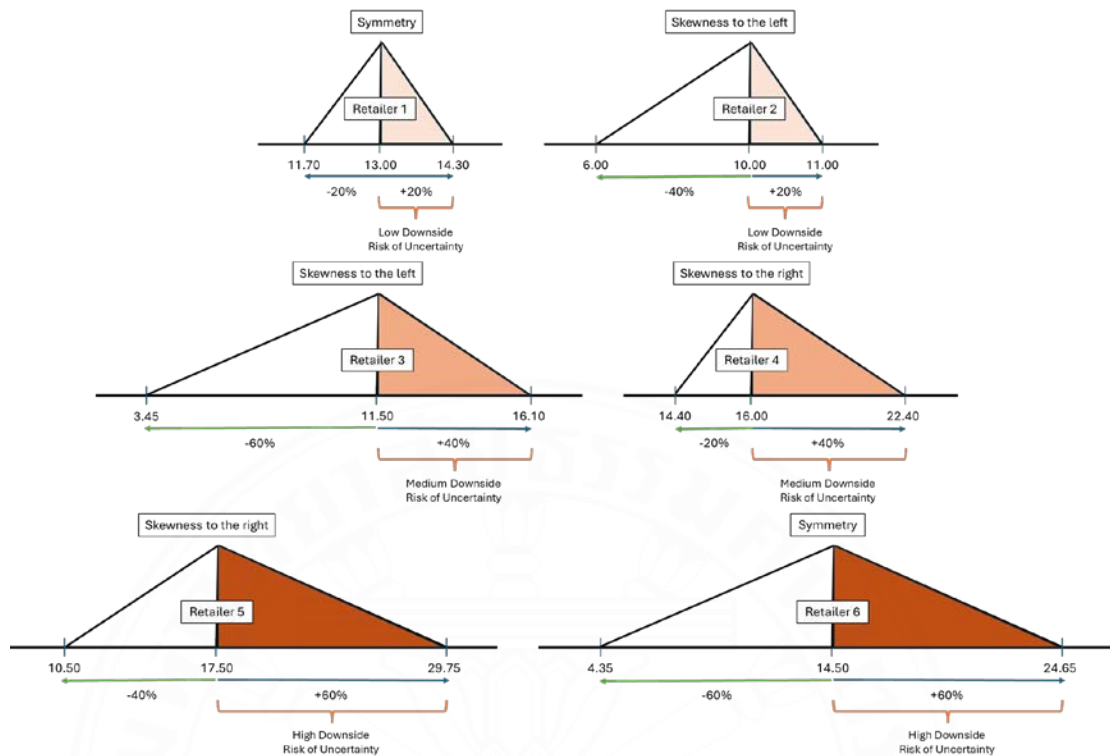 Symmetry
Skewness to the left
Retailer 1
Retailer 2
11.70 13.00 14.30
6.00 10.00 11.00
-20% +20%
-40% +20%
Low Downside
Risk of Uncertainty
Low Downside
Risk of Uncertainty
Skewness to the left
Skewness to the right
Retailer 3
Retailer 4
3.45 11.50 16.10
14.40 16.00 22.40
-60% +40%
-20% +40%
Medium Downside
Risk of Uncertainty
Medium Downside
Risk of Uncertainty
Skewness to the right
Symmetry
Retailer 5
Retailer 6
10.50 17.50 29.75
4.35 14.50 24.65
-40% +60%
-60% +60%
High Downside
Risk of Uncertainty
High Downside
Risk of Uncertainty